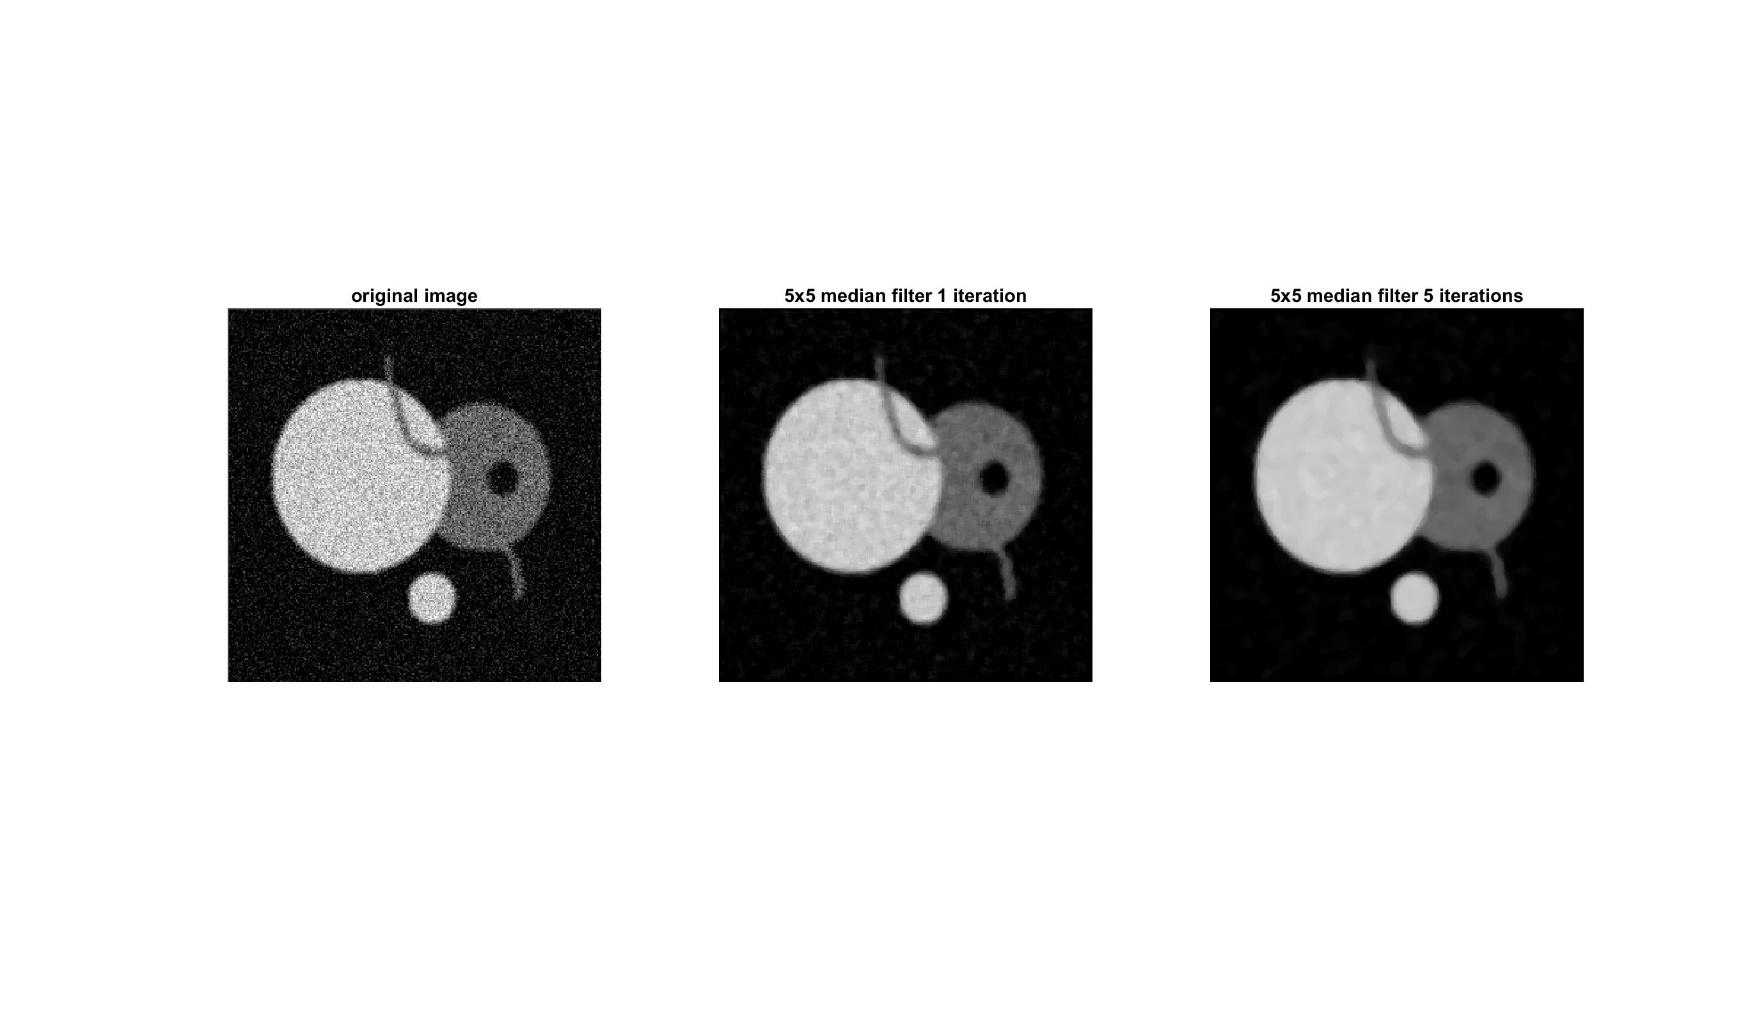 original image
5x5 median filter 1 iteration
5x5 median filter 5 iterations